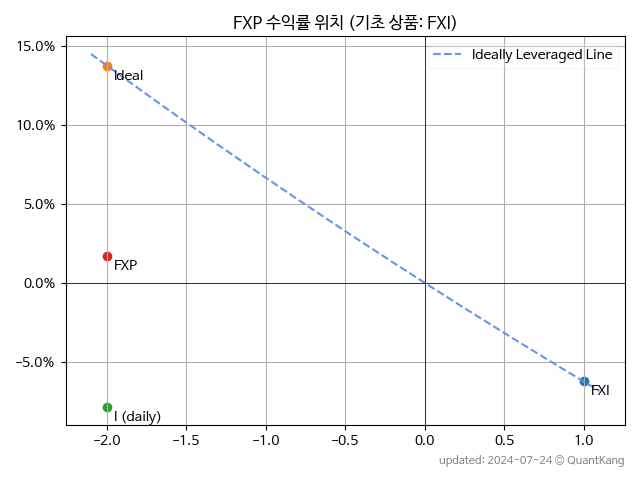 FXP 수익률 위치 (기초 상품: FXI)
15.0%
10.0%
5.0%
0.0%
−5.0%
Ideally Leveraged Line
Ideal
FXP
I (daily)
FXI
−2.0 −1.5 −1.0 −0.5 0.0 0.5 1.0
updated: 2024-07-24 © QuantKang